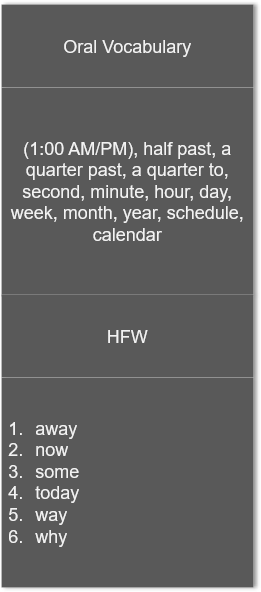 Oral Vocabulary
(1:00 AM/PM), half past, a
quarter past, a quarter to,
second, minute, hour, day,
week, month, year, schedule,
calendar
HFW
1. away
2. now
3. some
4. today
5. way
6. why